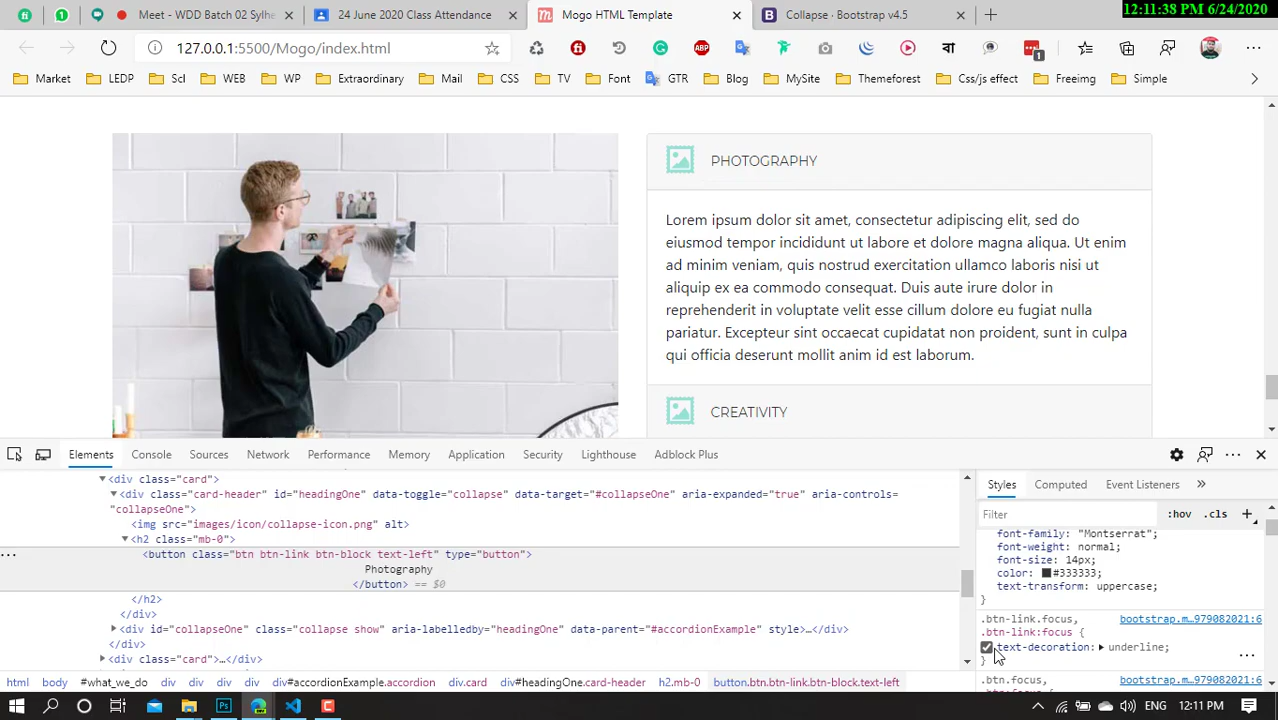 12:11:38 PM 6/24/2020
Meet - WDD Batch 02 Sylhe
24 June 2020 Class Attendance
Mogo HTML Template
Collapse · Bootstrap v4.5
127.0.0.1:5500/Mogo/index.html
ABP
বা
1
Market
LEDP
Scl
WEB
WP
Extraordinary
Mail
CSS
TV
Font
GTR
Blog
MySite
Themeforest
Css/js effect
Freeimg
Simple
PHOTOGRAPHY
Lorem ipsum dolor sit amet, consectetur adipiscing elit, sed do
eiusmod tempor incididunt ut labore et dolore magna aliqua. Ut enim
ad minim veniam, quis nostrud exercitation ullamco laboris nisi ut
aliquip ex ea commodo consequat. Duis aute irure dolor in
reprehenderit in voluptate velit esse cillum dolore eu fugiat nulla
pariatur. Excepteur sint occaecat cupidatat non proident, sunt in culpa
qui officia deserunt mollit anim id est laborum.
CREATIVITY
Elements Console Sources Network Performance Memory Application Security Lighthouse Adblock Plus
<div class="card">
<div class="card-header" id="headingOne" data-toggle="collapse" data-target="#collapseOne" aria-expanded="true" aria-controls=
"collapseOne">
<img src="images/icon/collapse-icon.png" alt>
<h2 class="mb-0">
<button class="btn btn-link btn-block text-left" type="button">
Photography
</button> == $0
</h2>
</div>
<div id="collapseOne" class="collapse show" aria-labelledby="headingOne" data-parent="#accordionExample" style>…</div>
<div class="card">…</div>
html body div div#what_we_do div div div div#accordionExample.accordion div.card div#headingOne.card-header h2.mb-0 button.btn.btn-link.btn-block.text-left
Styles Computed Event Listeners
Filter :hov .cls
font-family: "Montserrat";
font-weight: normal;
font-size: 14px;
color: #333333;
text-transform: uppercase;
}
.btn-link.focus, bootstrap.m…979082021:6
.btn-link:focus {
text-decoration: underline;
}
.btn.focus, bootstrap.m…979082021:6
Ps
12:11 PM